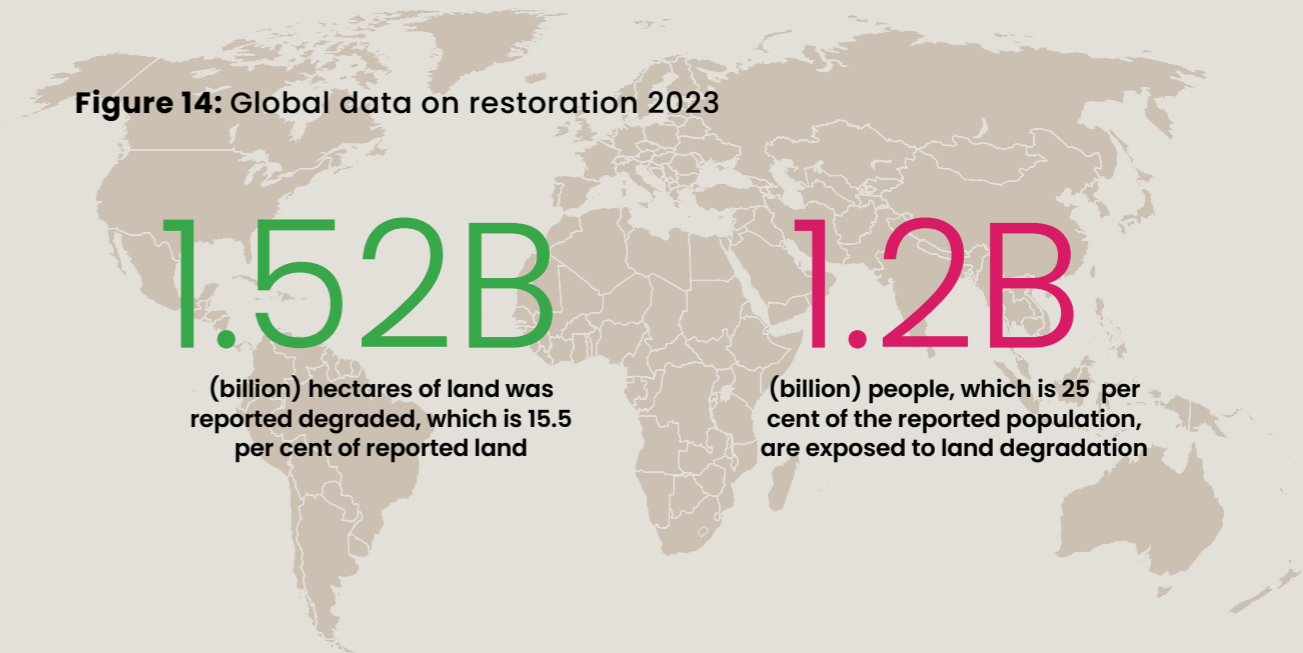 Figure 14: Global data on restoration 2023
1.52B
(billion) hectares of land was
reported degraded, which is 15.5
per cent of reported land
1.2B
(billion) people, which is 25 per
cent of the reported population,
are exposed to land degradation